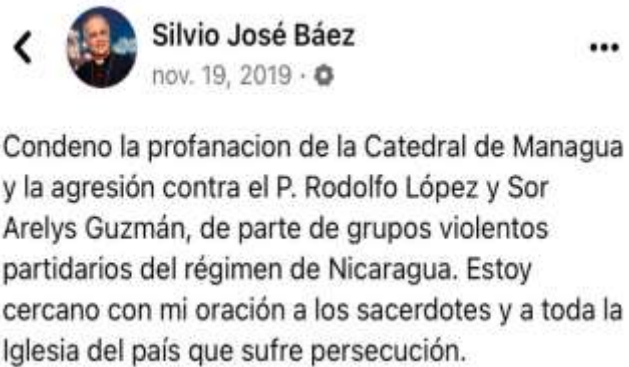 Silvio José Báez
nov. 19, 2019 ·
Condeno la profanacion de la Catedral de Managua
y la agresión contra el P. Rodolfo López y Sor
Arelys Guzmán, de parte de grupos violentos
partidarios del régimen de Nicaragua. Estoy
cercano con mi oración a los sacerdotes y a toda la
Iglesia del país que sufre persecución.